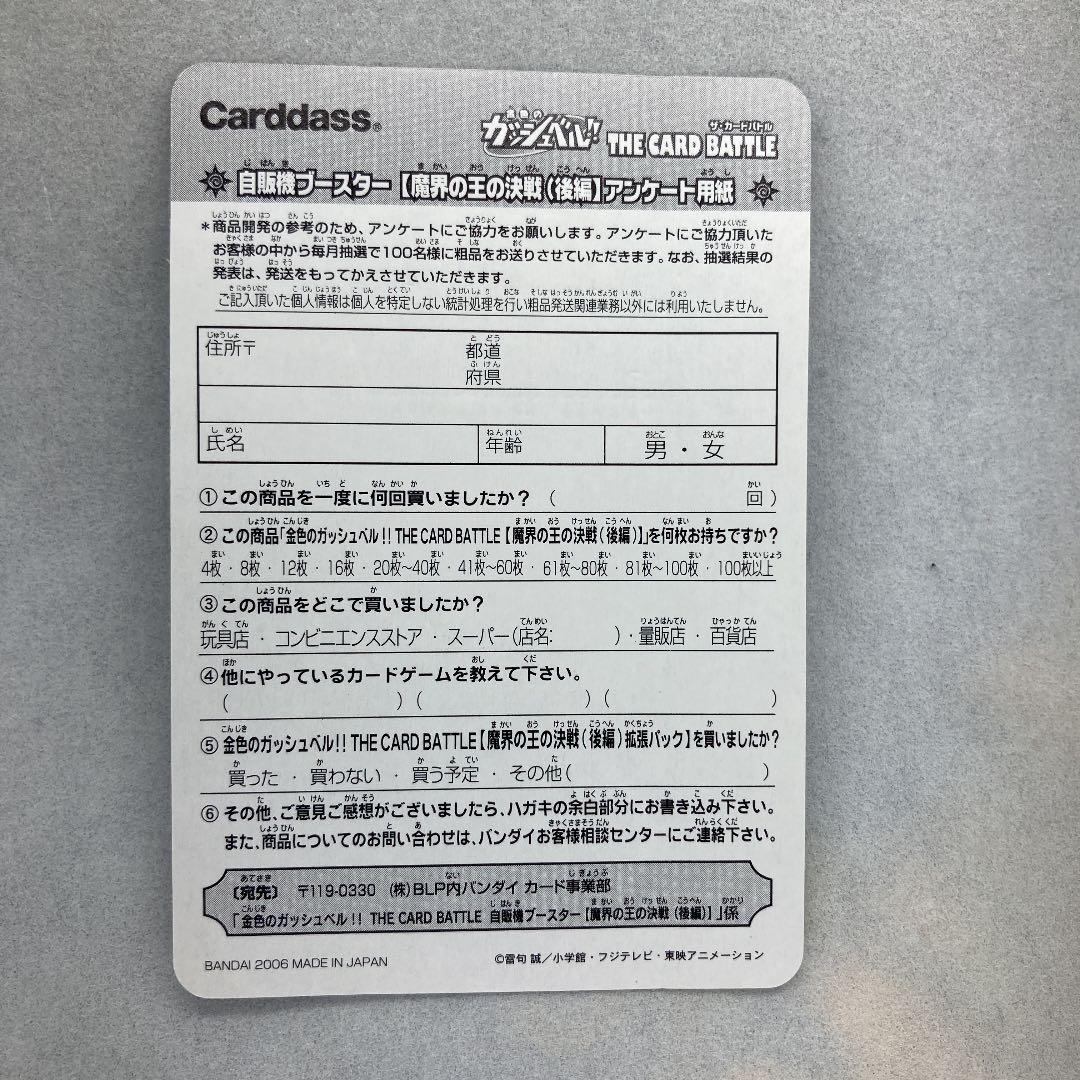 Carddass®
金色のガッシュベル!! THE CARD BATTLE ザ・カードバトル
自販機ブースター【魔界の王の決戦(後編)】アンケート用紙
*商品開発の参考のため、アンケートにご協力をお願いします。アンケートにご協力頂いた
お客様の中から毎月抽選で100名様に粗品をお送りさせていただきます。なお、抽選結果の
発表は、発送をもってかえさせていただきます。
ご記入頂いた個人情報は個人を特定しない統計処理を行い粗品発送関連業務以外には利用いたしません。
住所〒 都道
府県
氏名 年齢 男・女
①この商品を一度に何回買いましたか?( 回)
②この商品「金色のガッシュベル!! THE CARD BATTLE【魔界の王の決戦(後編)】」を何枚お持ちですか?
4枚・8枚・12枚・16枚・20枚～40枚・41枚～60枚・61枚～80枚・81枚～100枚・100枚以上
③この商品をどこで買いましたか?
玩具店・コンビニエンスストア・スーパー(店名: )・量販店・百貨店
④他にやっているカードゲームを教えて下さい。
( )( )( )
⑤金色のガッシュベル!! THE CARD BATTLE【魔界の王の決戦(後編)拡張パック】を買いましたか?
買った・買わない・買う予定・その他( )
⑥その他、ご意見ご感想がございましたら、ハガキの余白部分にお書き込み下さい。
また、商品についてのお問い合わせは、バンダイお客様相談センターにご連絡下さい。
〔宛先〕 〒119-0330 (株)BLP内バンダイ カード事業部
「金色のガッシュベル!! THE CARD BATTLE 自販機ブースター【魔界の王の決戦(後編)】」係
BANDAI 2006 MADE IN JAPAN ©雷句 誠／小学館・フジテレビ・東映アニメーション